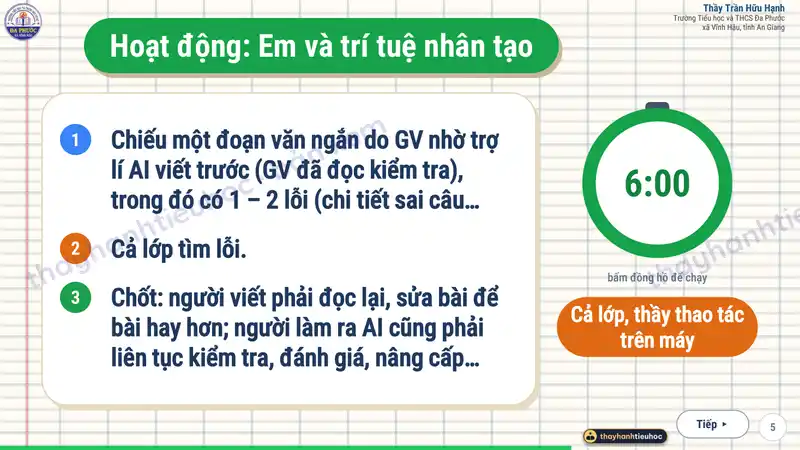 Thầy Trần Hữu Hạnh
Trường Tiểu học và THCS Đa Phước
xã Vĩnh Hậu, tỉnh An Giang
ĐA PHƯỚC
Hoạt động: Em và trí tuệ nhân tạo
1
Chiếu một đoạn văn ngắn do GV nhờ trợ
lí AI viết trước (GV đã đọc kiểm tra),
trong đó có 1 – 2 lỗi (chi tiết sai câu…
2
Cả lớp tìm lỗi.
3
Chốt: người viết phải đọc lại, sửa bài để
bài hay hơn; người làm ra AI cũng phải
liên tục kiểm tra, đánh giá, nâng cấp…
6:00
bấm đồng hồ để chạy
Cả lớp, thầy thao tác
trên máy
Tiếp ▸
5
thayhanhtieuhoc